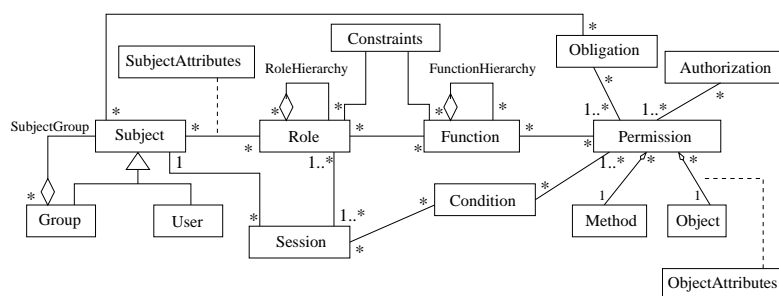 Constraints
*
*
Obligation
SubjectAttributes
RoleHierarchy
FunctionHierarchy
*
Authorization
*
*
*
*
*
*
*
1..*
1..*
SubjectGroup
Subject
*
*
Role
*
*
Function
*
*
Permission
1
1..*
1..*
*
*
*
*
*
Condition
1
1
Group
User
*
1..*
Method
Object
Session
*
ObjectAttributes